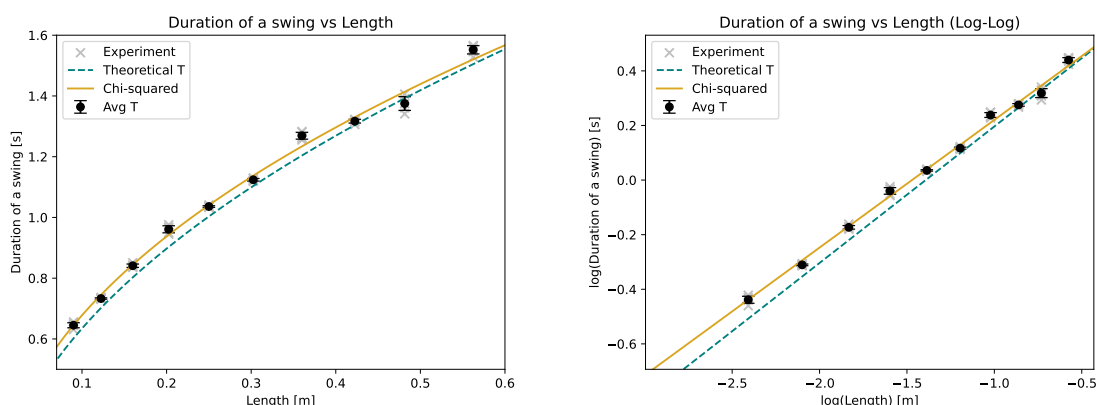 Duration of a swing vs Length
Duration of a swing [s]
1.6
1.4
1.2
1.0
0.8
0.6
Experiment
Theoretical T
Chi-squared
Avg T
0.1 0.2 0.3 0.4 0.5 0.6
Length [m]
Duration of a swing vs Length (Log-Log)
log(Duration of a swing) [s]
0.4
0.2
0.0
−0.2
−0.4
−0.6
Experiment
Theoretical T
Chi-squared
Avg T
−2.5 −2.0 −1.5 −1.0 −0.5
log(Length) [m]